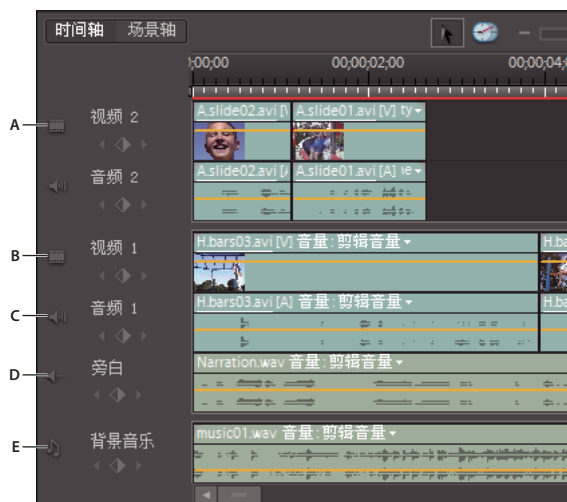 时间轴 场景轴
;00;00 00;00;02;00 00;00;04;0
A 视频 2 A.slide02.avi [V A.slide01.avi [V] ty
音频 2 A.slide02.avi [A A.slide01.avi [A] ле
B 视频 1 H.bars03.avi [V] 音量:剪辑音量 H.ba
C 音频 1 H.bars03.avi [A] 音量:剪辑音量 H.ba
D 旁白 Narration.wav 音量:剪辑音量
E 背景音乐 music01.wav 音量:剪辑音量